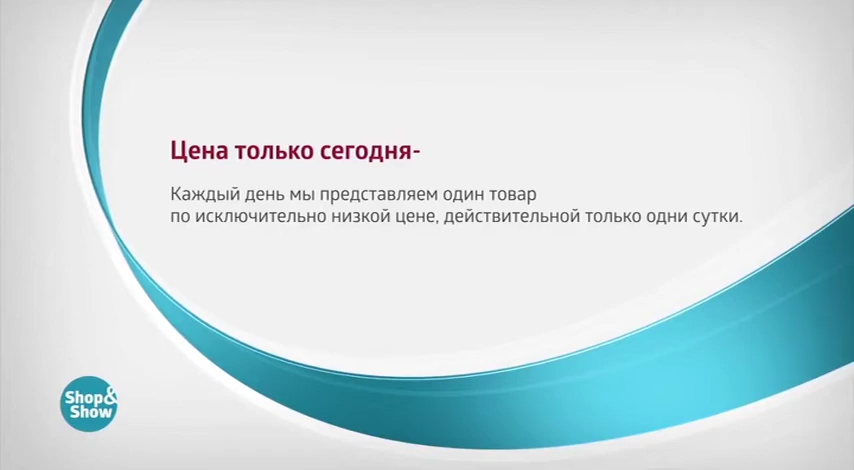 Цена только сегодня-
Каждый день мы представляем один товар
по исключительно низкой цене, действительной только одни сутки.
Shop&
Show